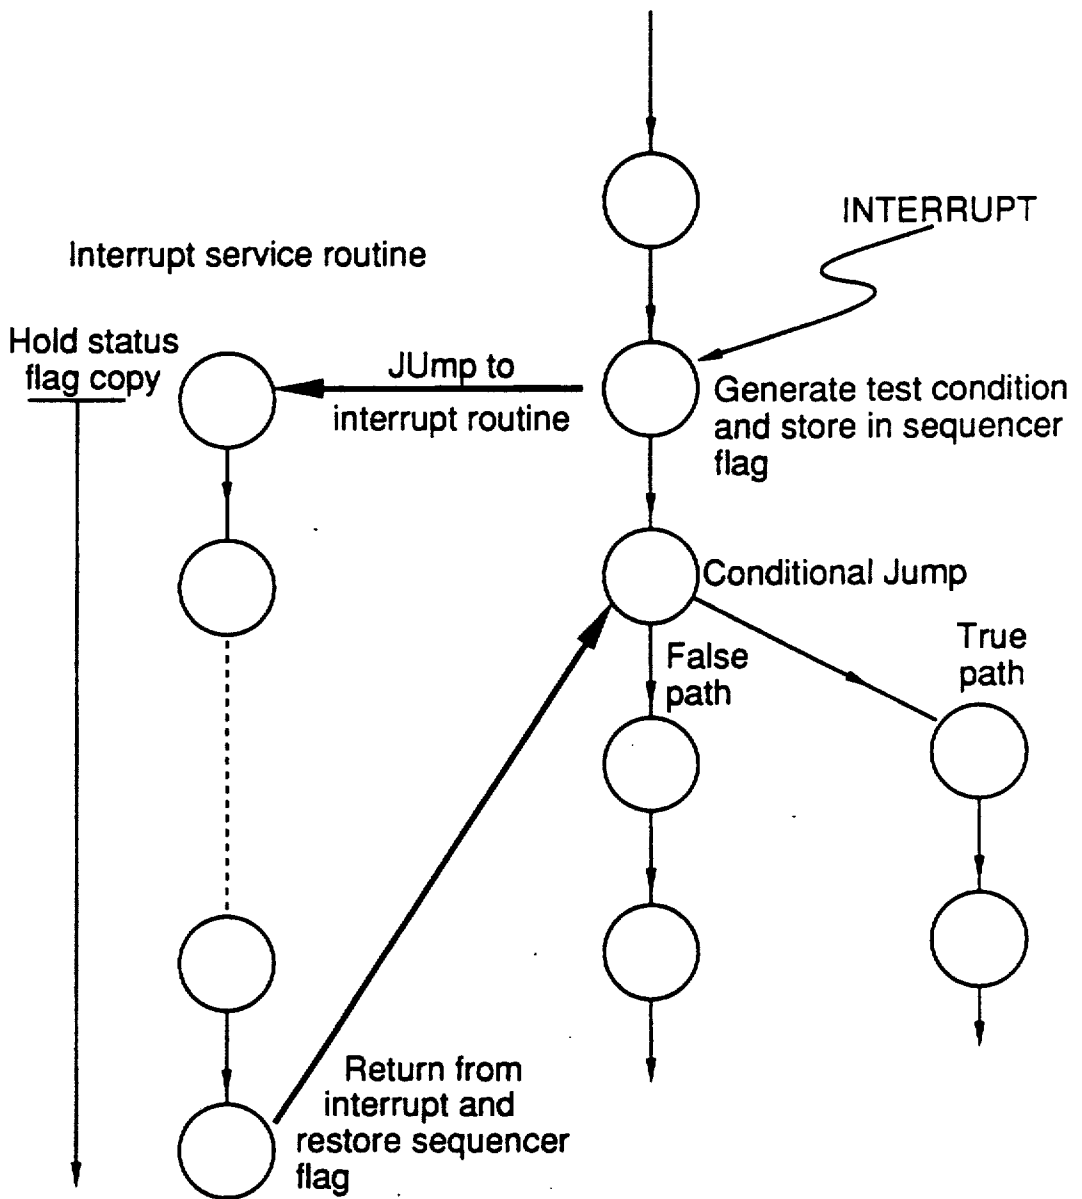 INTERRUPT
Interrupt service routine
Hold status
flag copy
JUmp to
interrupt routine
Generate test condition
and store in sequencer
flag
Conditional Jump
False
path
True
path
Return from
interrupt and
restore sequencer
flag